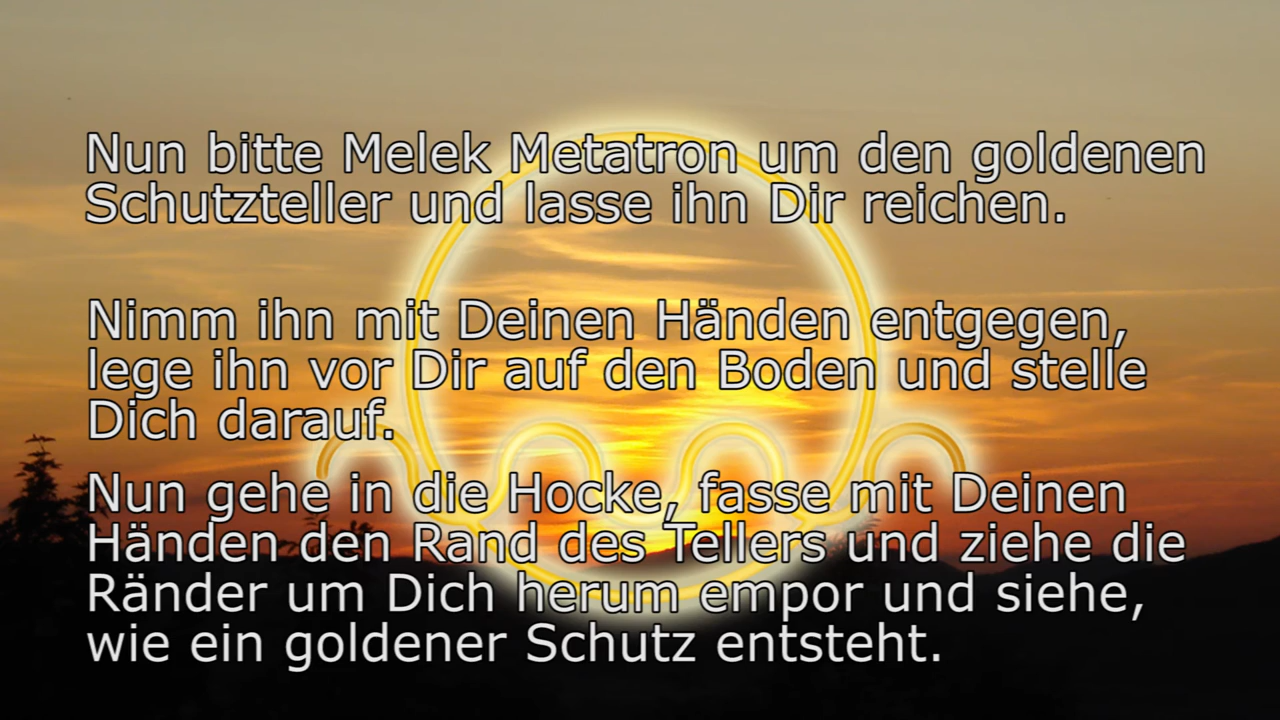 Nun bitte Melek Metatron um den goldenen
Schutzteller und lasse ihn Dir reichen.
Nimm ihn mit Deinen Händen entgegen,
lege ihn vor Dir auf den Boden und stelle
Dich darauf.
Nun gehe in die Hocke, fasse mit Deinen
Händen den Rand des Tellers und ziehe die
Ränder um Dich herum empor und siehe,
wie ein goldener Schutz entsteht.